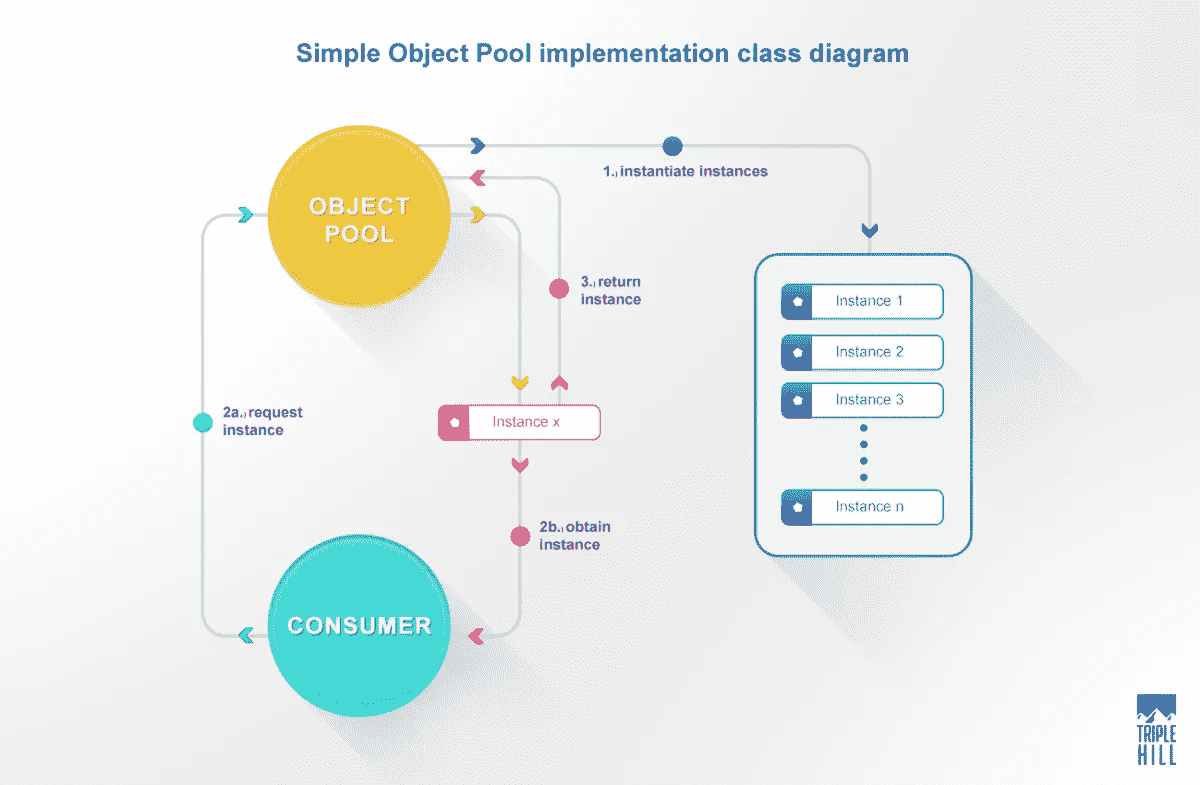 Simple Object Pool implementation class diagram
1.) instantiate instances
OBJECT
POOL
3.) return
instance
Instance 1
Instance 2
Instance 3
Instance n
2a.) request
instance
Instance x
2b.) obtain
instance
CONSUMER
TRIPLE
HILL